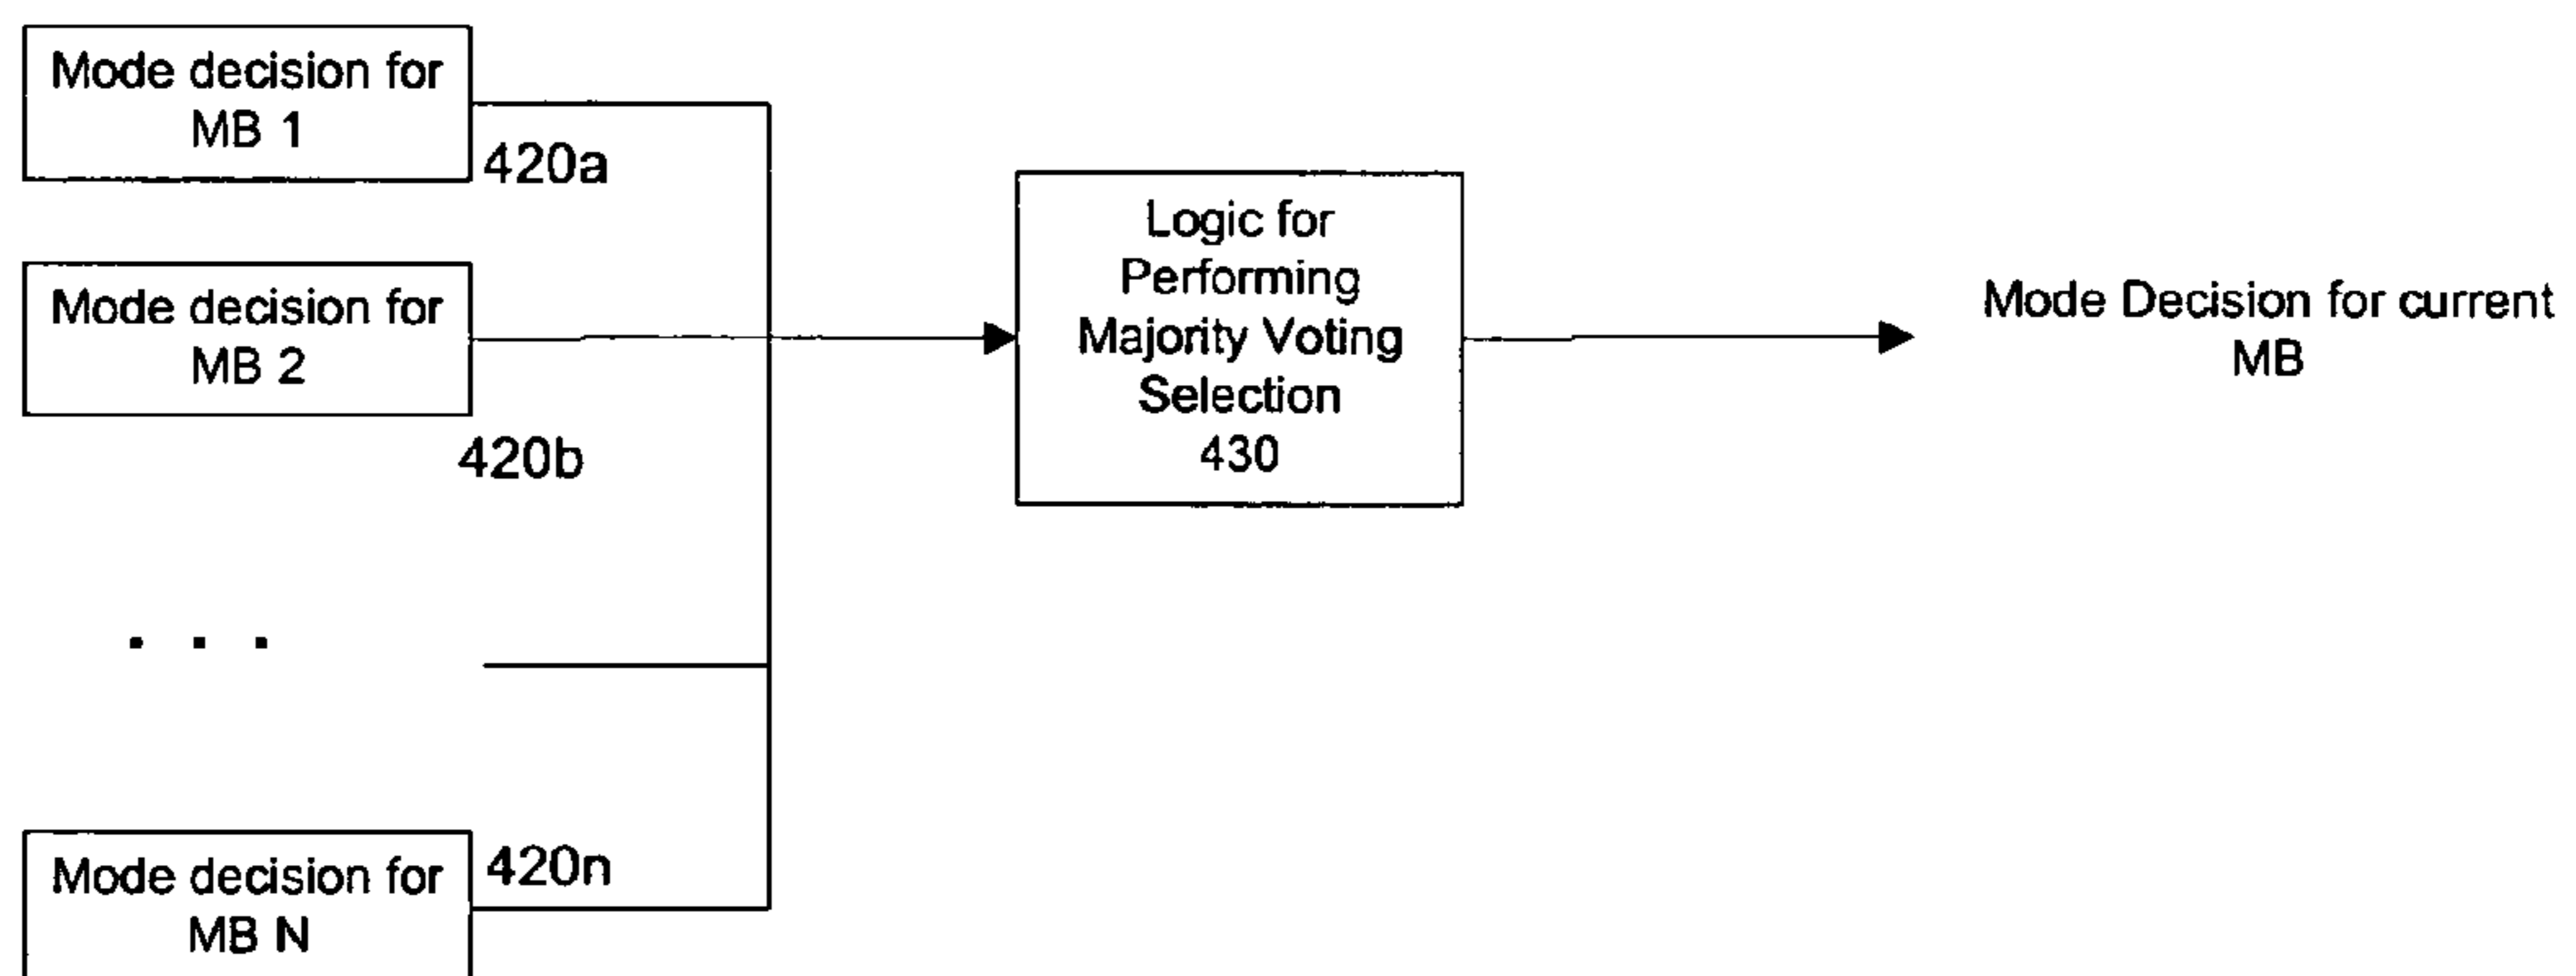 Mode decision for
MB 1
420a
Mode decision for
MB 2
420b
. . .
Mode decision for
MB N
420n
Logic for
Performing
Majority Voting
Selection
430
Mode Decision for current
MB